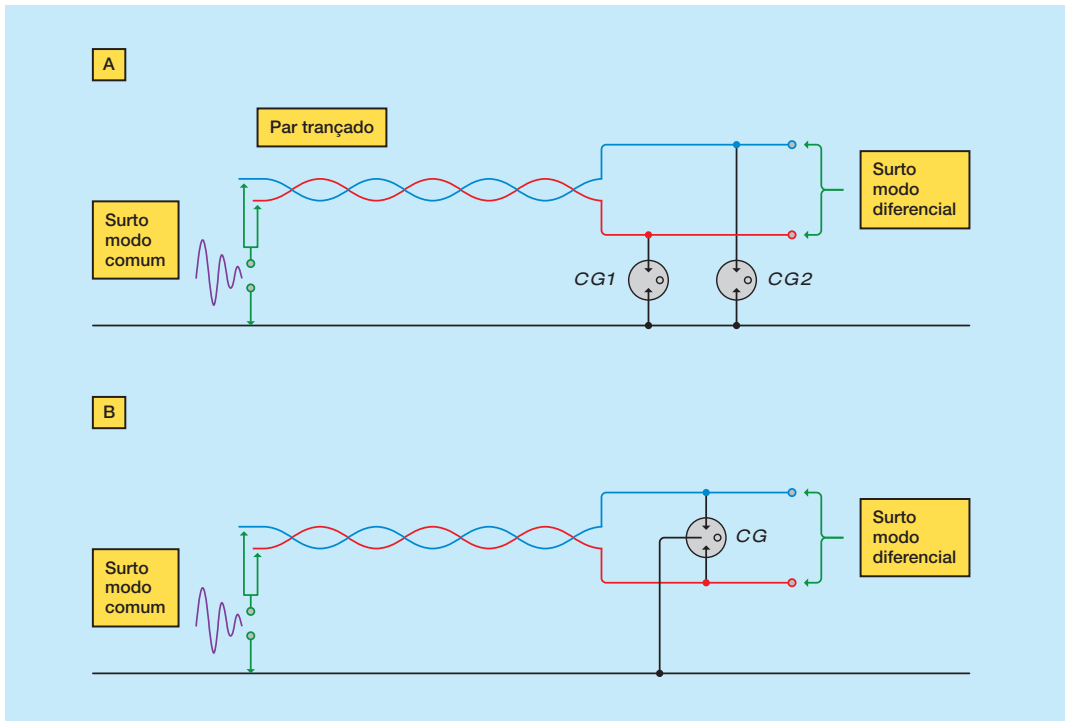 A
Par trançado
Surto
modo
diferencial
Surto
modo
comum
CG1
CG2
B
Surto
modo
diferencial
CG
Surto
modo
comum